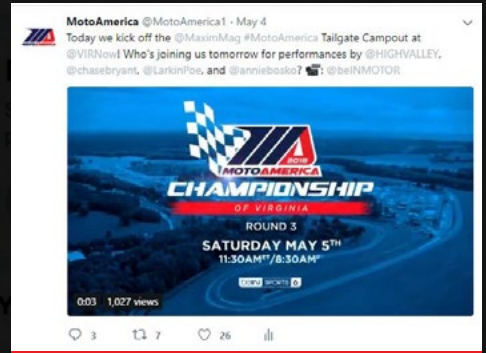 MotoAmerica @MotoAmerica1 · May 4
Today we kick off the @MaximMag #MotoAmerica Tailgate Campout at
@VIRNow! Who's joining us tomorrow for performances by @HIGHVALLEY,
@chasebryant, @LarkinPoe, and @anniebosko? 📹: @beINMOTOR
2018
MOTOAMERICA
CHAMPIONSHIP
OF VIRGINIA
ROUND 3
SATURDAY MAY 5TH
11:30AMET/8:30AMP
beIN SPORTS
0:03 1,027 views
3 7 26